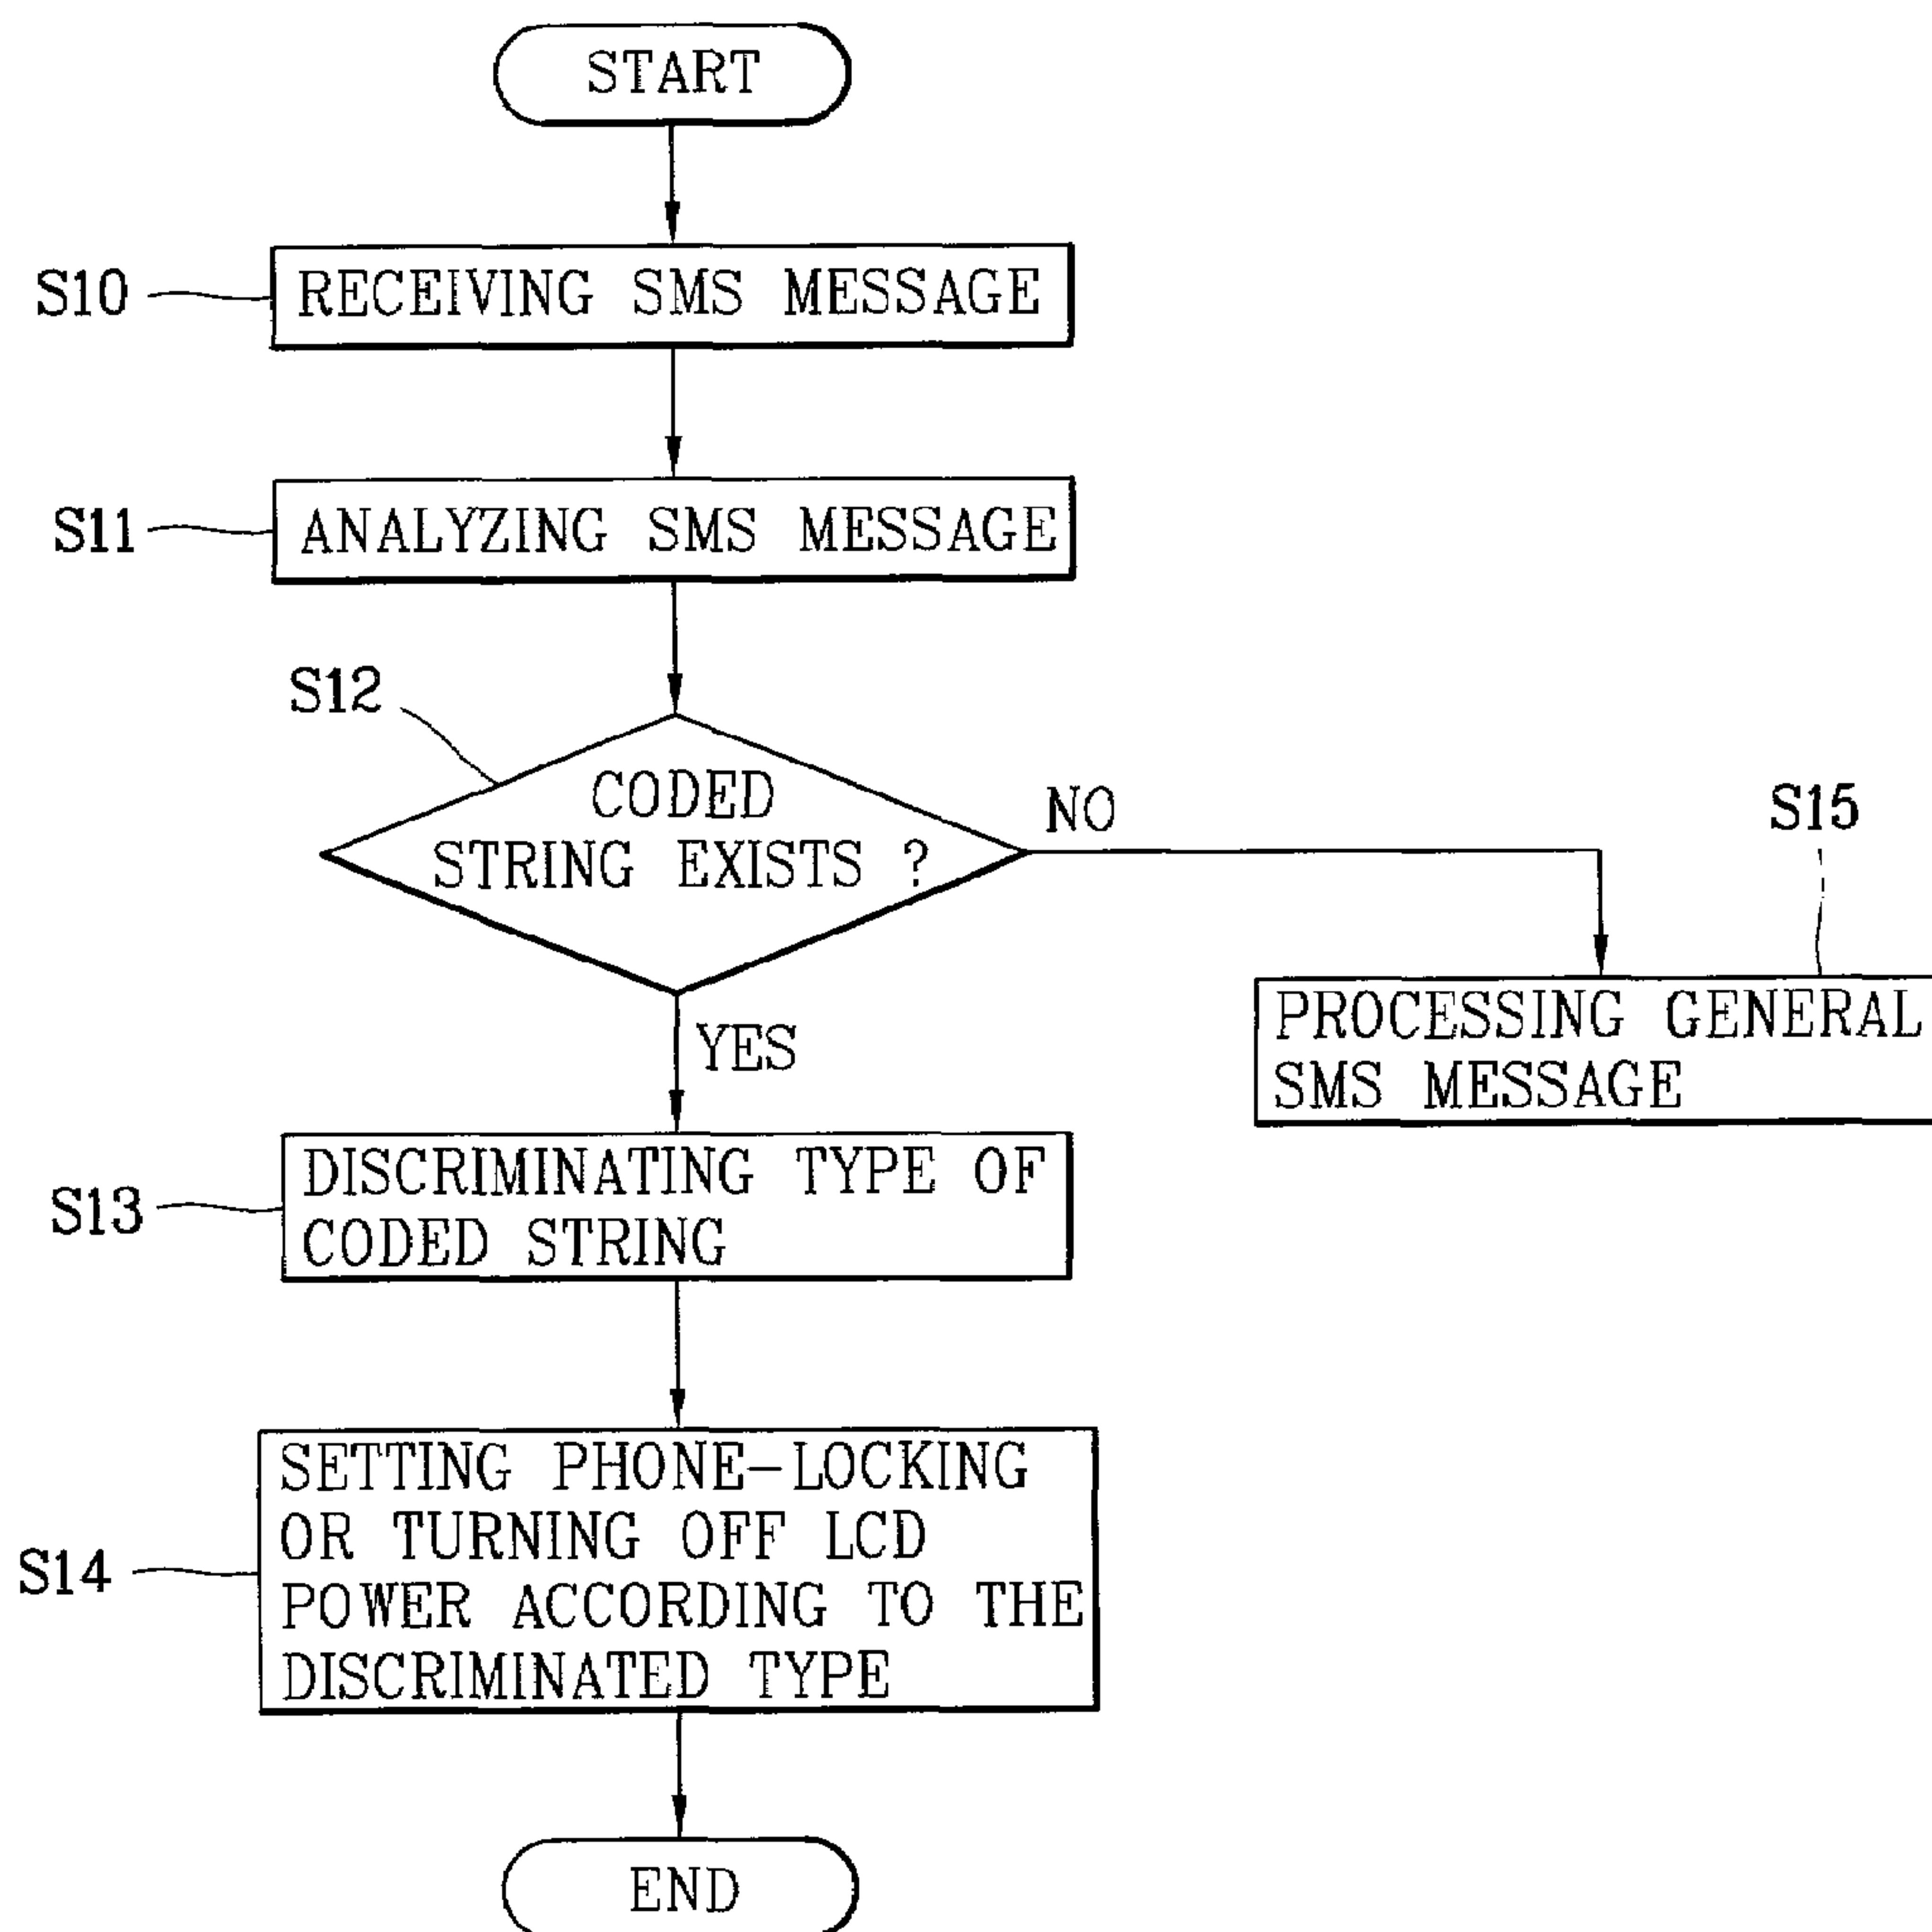 START
S10
RECEIVING SMS MESSAGE
S11
ANALYZING SMS MESSAGE
S12
CODED
STRING EXISTS ?
NO
S15
PROCESSING GENERAL
SMS MESSAGE
YES
S13
DISCRIMINATING TYPE OF
CODED STRING
S14
SETTING PHONE-LOCKING
OR TURNING OFF LCD
POWER ACCORDING TO THE
DISCRIMINATED TYPE
END